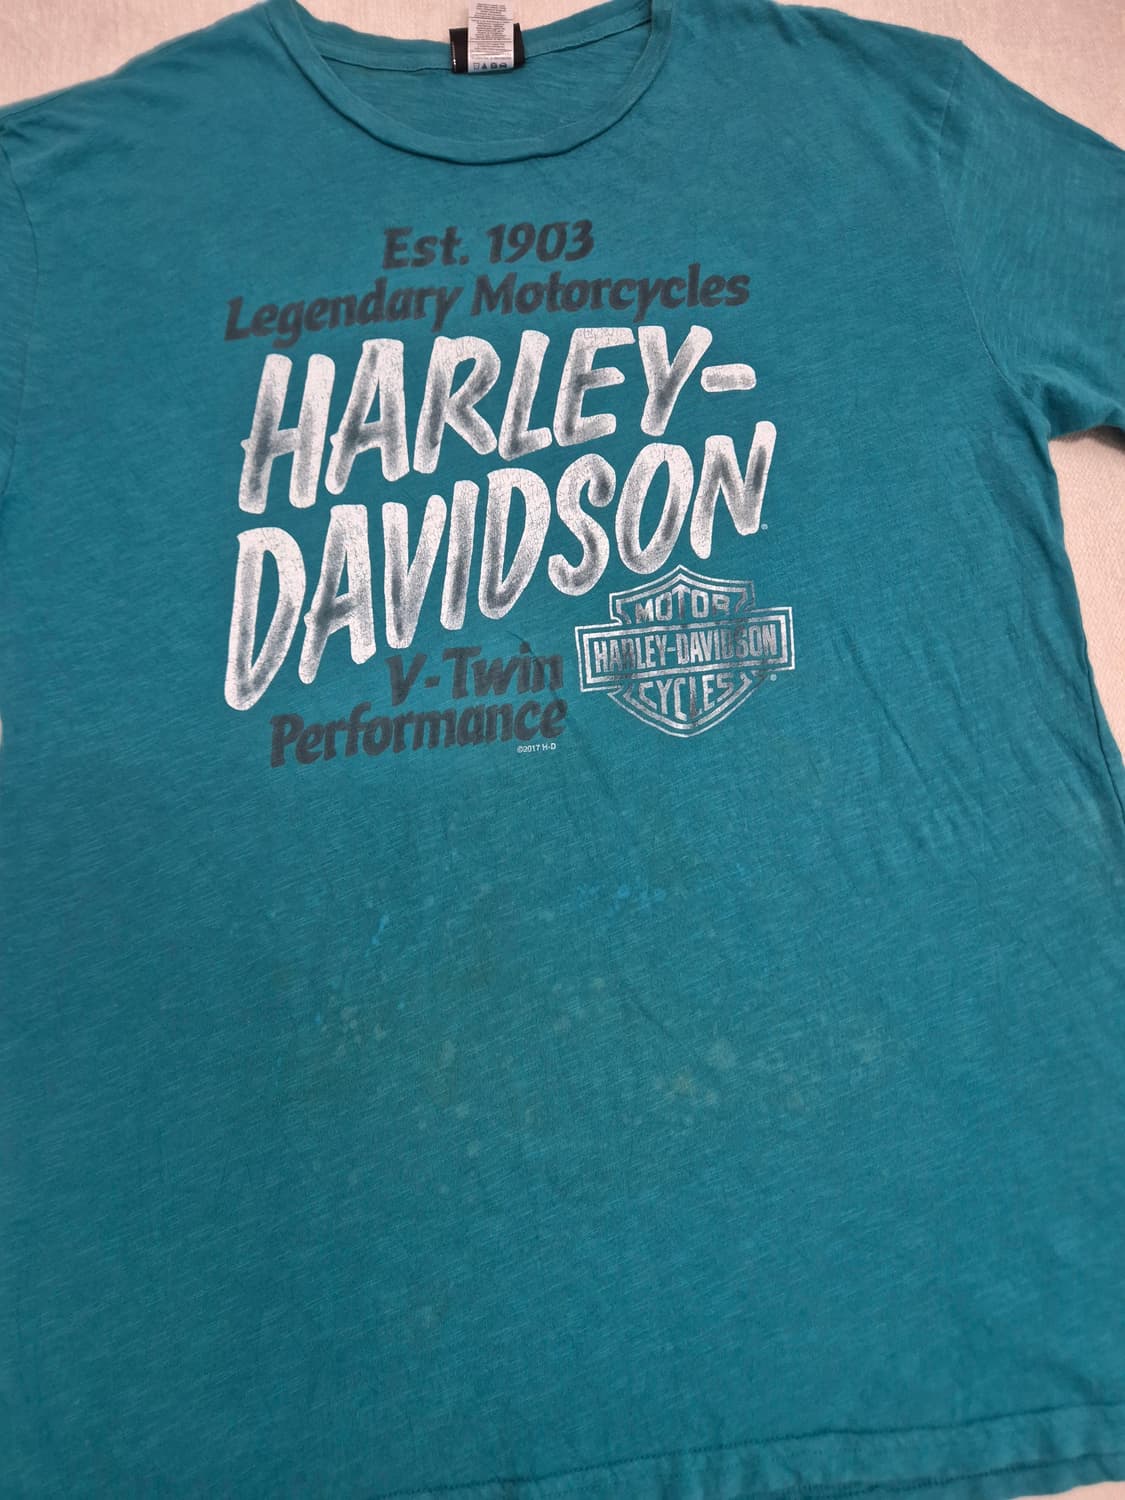 Est. 1903
Legendary Motorcycles
HARLEY-
DAVIDSON
®
MOTOR
HARLEY-DAVIDSON
CYCLES
®
V-Twin
Performance
©2017 H-D